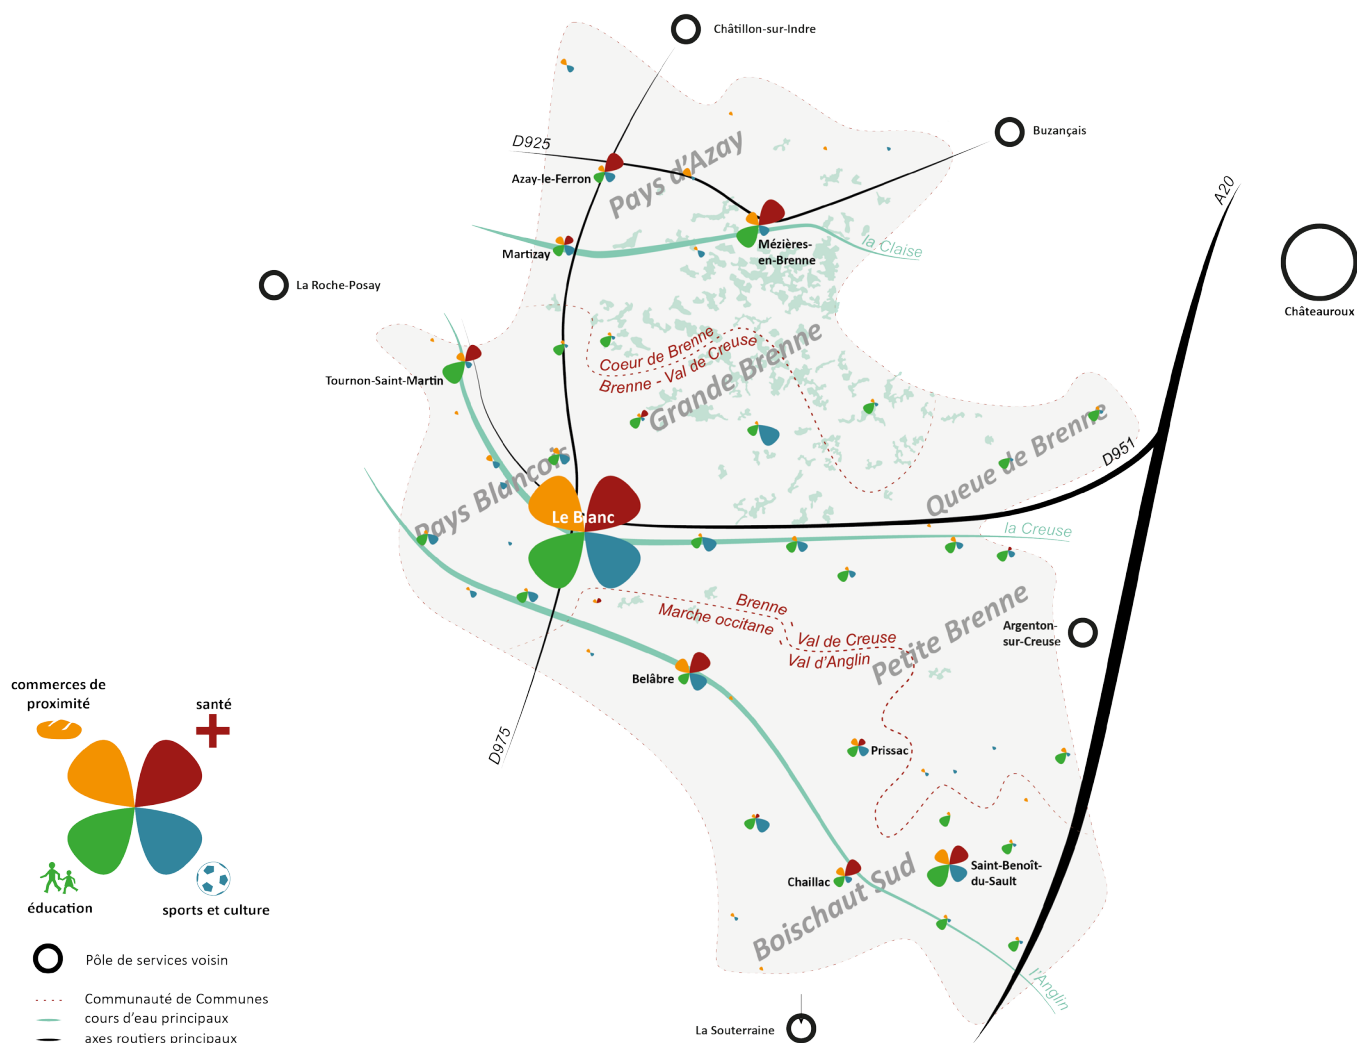 Châtillon-sur-Indre
Buzançais
D925
Pays d'Azay
Azay-le-Ferron
A20
Martizay
Mézières-
en-Brenne
la Claise
La Roche-Posay
Châteauroux
Coeur de Brenne
Brenne - Val de Creuse
Grande Brenne
Tournon-Saint-Martin
Queue de Brenne
D951
Pays Blancois
Le Blanc
la Creuse
Brenne
Marche occitane
Val de Creuse
Val d'Anglin
Petite Brenne
Argenton-
sur-Creuse
Belâbre
D975
Prissac
Saint-Benoît-
du-Sault
Chaillac
Boischaut Sud
l'Anglin
La Souterraine
commerces de
proximité
santé
éducation
sports et culture
Pôle de services voisin
Communauté de Communes
cours d'eau principaux
axes routiers principaux